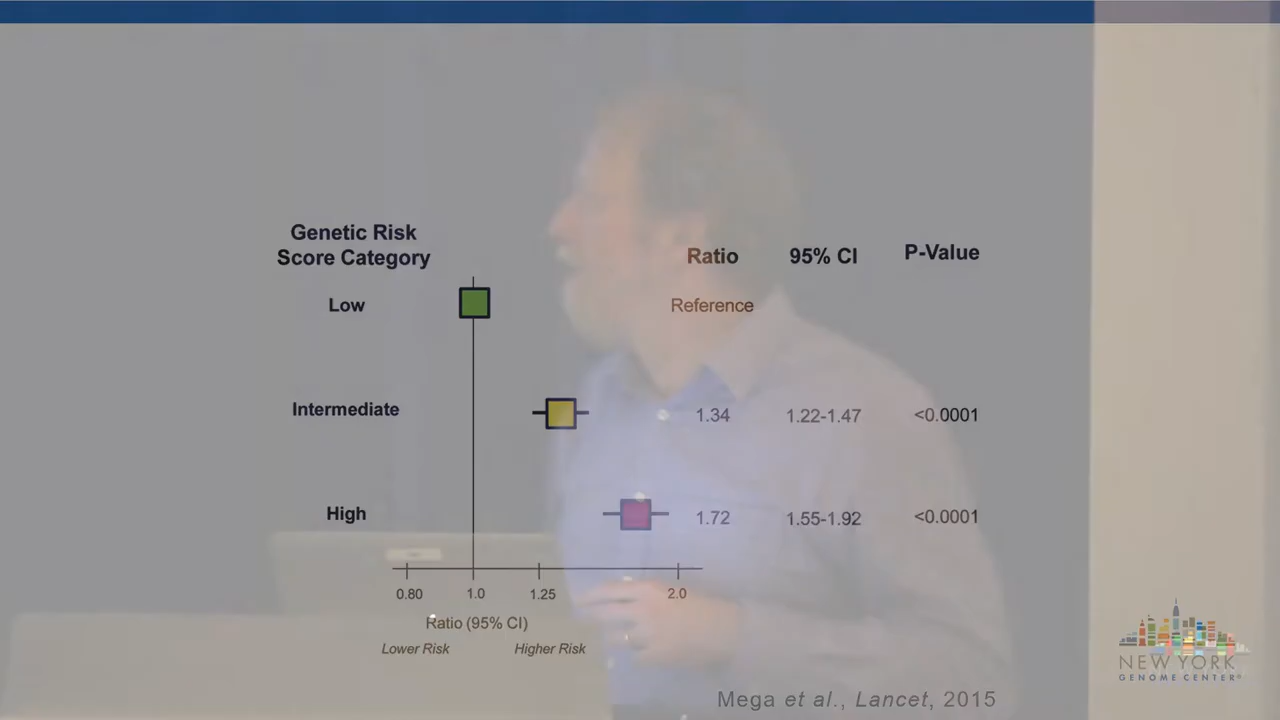 Genetic Risk
Score Category
Ratio 95% CI P-Value
Low Reference
Intermediate 1.34 1.22-1.47 <0.0001
High 1.72 1.55-1.92 <0.0001
0.80 1.0 1.25 2.0
Ratio (95% CI)
Lower Risk Higher Risk
Mega et al., Lancet, 2015
NEW YORK
GENOME CENTER